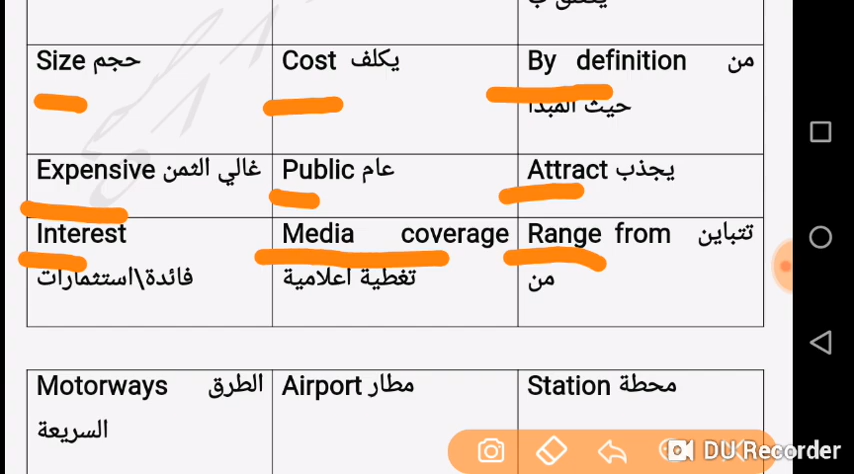 Size حجم
Cost يكلف
By definition من
حيث المبدا
Expensive غالي الثمن
Public عام
Attract يجذب
Interest
فائدة\استثمارات
Media coverage
تغطية اعلامية
Range from تتباين
من
Motorways الطرق
السريعة
Airport مطار
Station محطة
DU Recorder